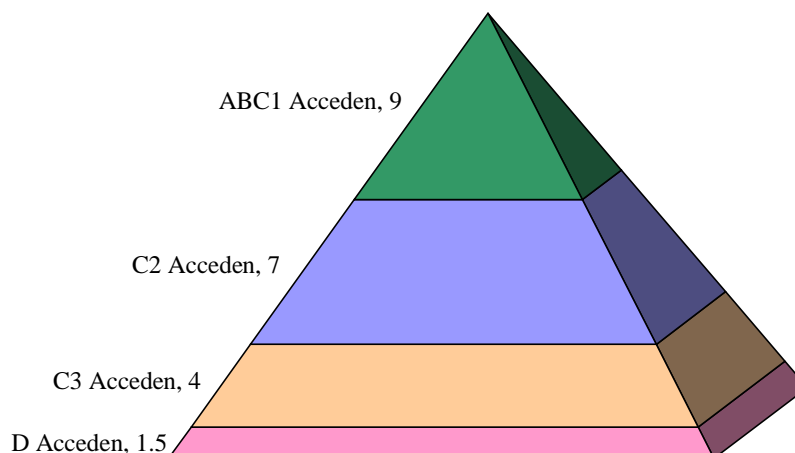 ABC1 Acceden, 9
C2 Acceden, 7
C3 Acceden, 4
D Acceden, 1.5